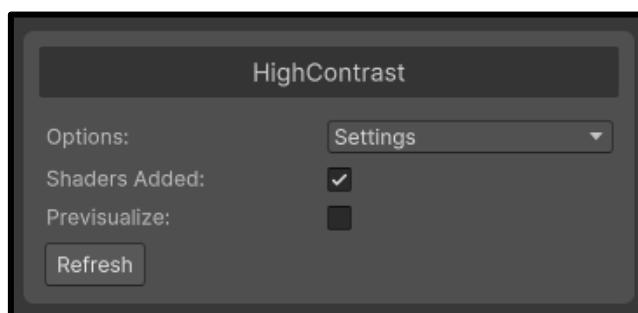 HighContrast
Options: Settings
Shaders Added:
Previsualize:
Refresh